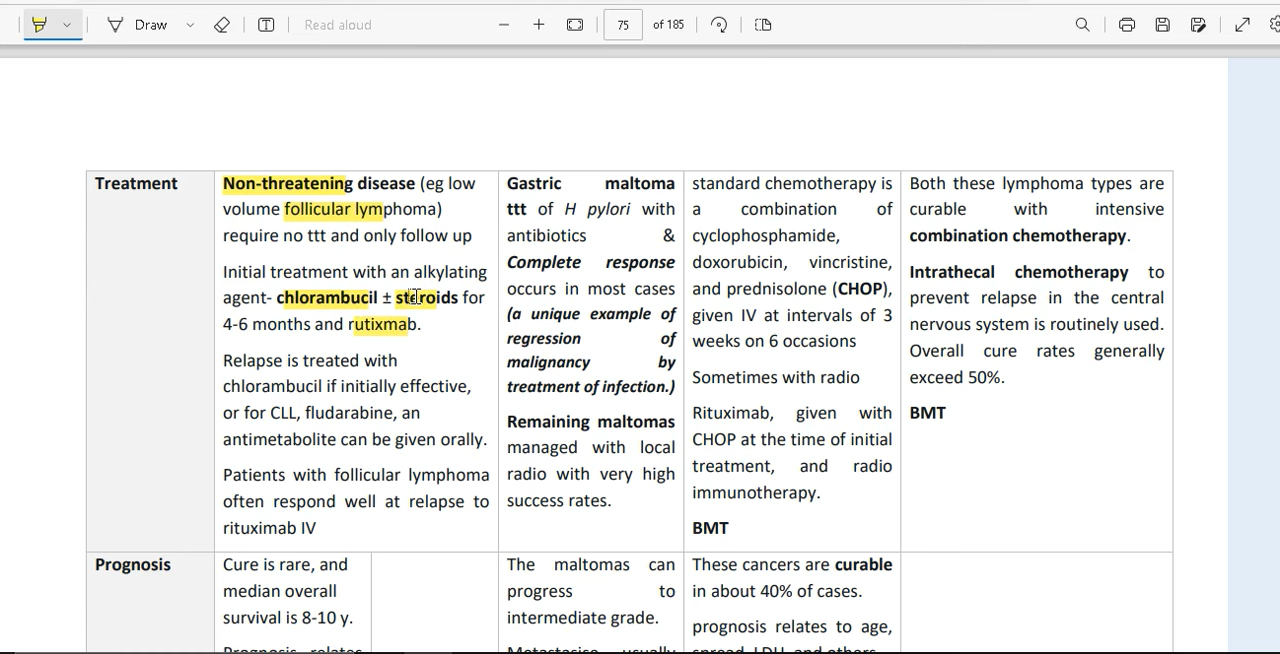 Draw
Read aloud
75
of 185
Treatment
Non-threatening disease (eg low
volume follicular lymphoma)
require no ttt and only follow up
Initial treatment with an alkylating
agent- chlorambucil ± steroids for
4-6 months and rutixmab.
Relapse is treated with
chlorambucil if initially effective,
or for CLL, fludarabine, an
antimetabolite can be given orally.
Patients with follicular lymphoma
often respond well at relapse to
rituximab IV
Gastric maltoma
ttt of H pylori with
antibiotics &
Complete response
occurs in most cases
(a unique example of
regression of
malignancy by
treatment of infection.)
Remaining maltomas
managed with local
radio with very high
success rates.
standard chemotherapy is
a combination of
cyclophosphamide,
doxorubicin, vincristine,
and prednisolone (CHOP),
given IV at intervals of 3
weeks on 6 occasions
Sometimes with radio
Rituximab, given with
CHOP at the time of initial
treatment, and radio
immunotherapy.
BMT
Both these lymphoma types are
curable with intensive
combination chemotherapy.
Intrathecal chemotherapy to
prevent relapse in the central
nervous system is routinely used.
Overall cure rates generally
exceed 50%.
BMT
Prognosis
Cure is rare, and
median overall
survival is 8-10 y.
Prognosis relates
The maltomas can
progress to
intermediate grade.
Metastasise usually
These cancers are curable
in about 40% of cases.
prognosis relates to age,
spread, LDH, and others